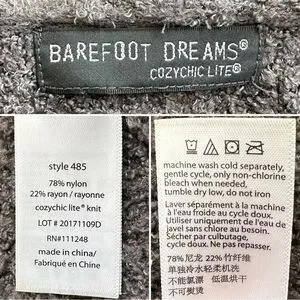 BAREFOOT DREAMS®
COZYCHIC LITE®
style 485
78% nylon
22% rayon / rayonne
cozychic lite® knit
LOT # 20171109D
RN#111248
made in china/
Fabriqué en Chine
machine wash cold separately,
gentle cycle, only non-chlorine
bleach when needed,
tumble dry low, do not iron
Laver séparément à la machine
à l'eau froide au cycle doux.
Utiliser uniquement de l'eau
de javel sans chlore au besoin.
Sécher par culbutage,
cycle doux. Ne pas repasser.
78% 尼龙 22% 竹纤维
单独冷水轻柔机洗
不能氯漂 低温烘干
不可熨烫